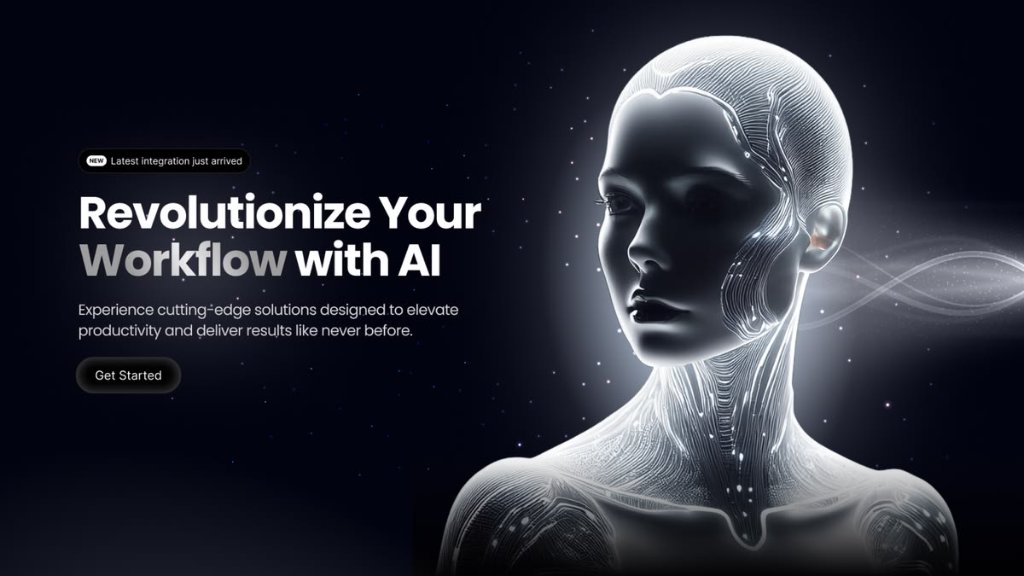 NEW Latest integration just arrived
Revolutionize Your
Workflow with AI
Experience cutting-edge solutions designed to elevate
productivity and deliver results like never before.
Get Started